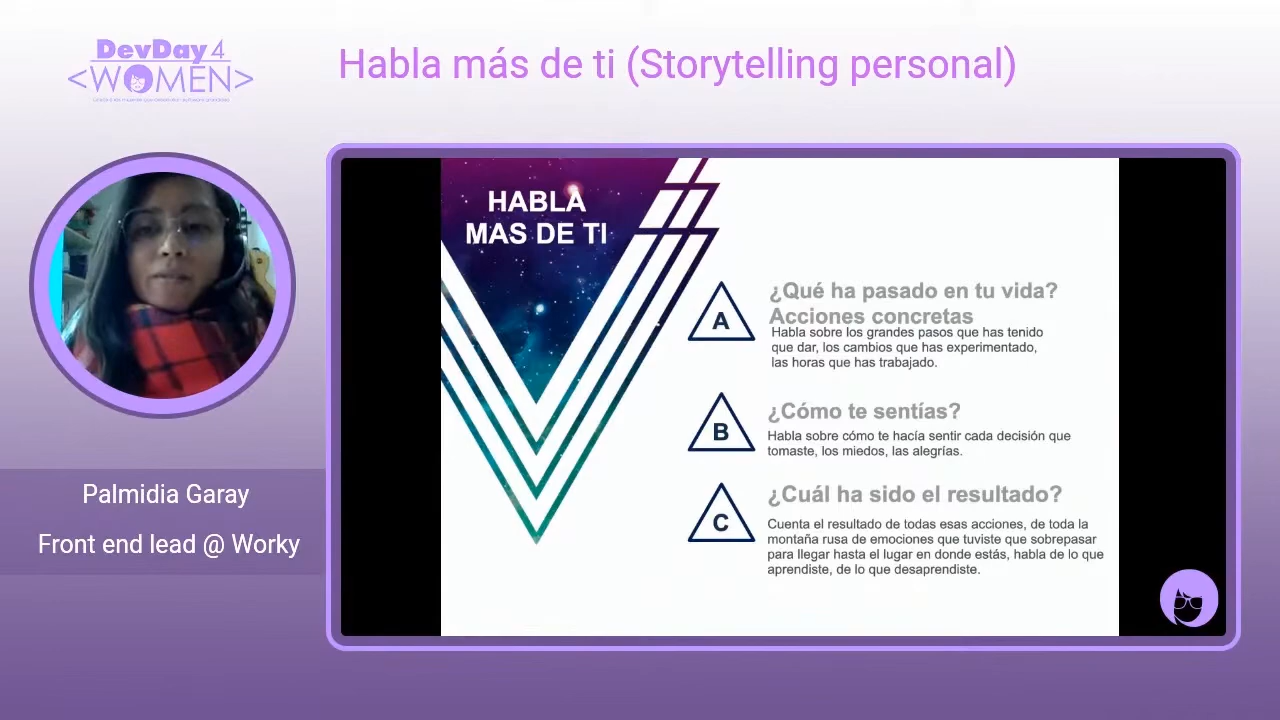 DevDay4
<WOMEN>
Habla más de ti (Storytelling personal)
HABLA
MAS DE TI
A
¿Qué ha pasado en tu vida?
Acciones concretas
Habla sobre los grandes pasos que has tenido
que dar, los cambios que has experimentado,
las horas que has trabajado.
B
¿Cómo te sentías?
Habla sobre cómo te hacía sentir cada decisión que
tomaste, los miedos, las alegrías.
C
¿Cuál ha sido el resultado?
Cuenta el resultado de todas esas acciones, de toda la
montaña rusa de emociones que tuviste que sobrepasar
para llegar hasta el lugar en donde estás, habla de lo que
aprendiste, de lo que desaprendiste.
Palmidia Garay
Front end lead @ Worky